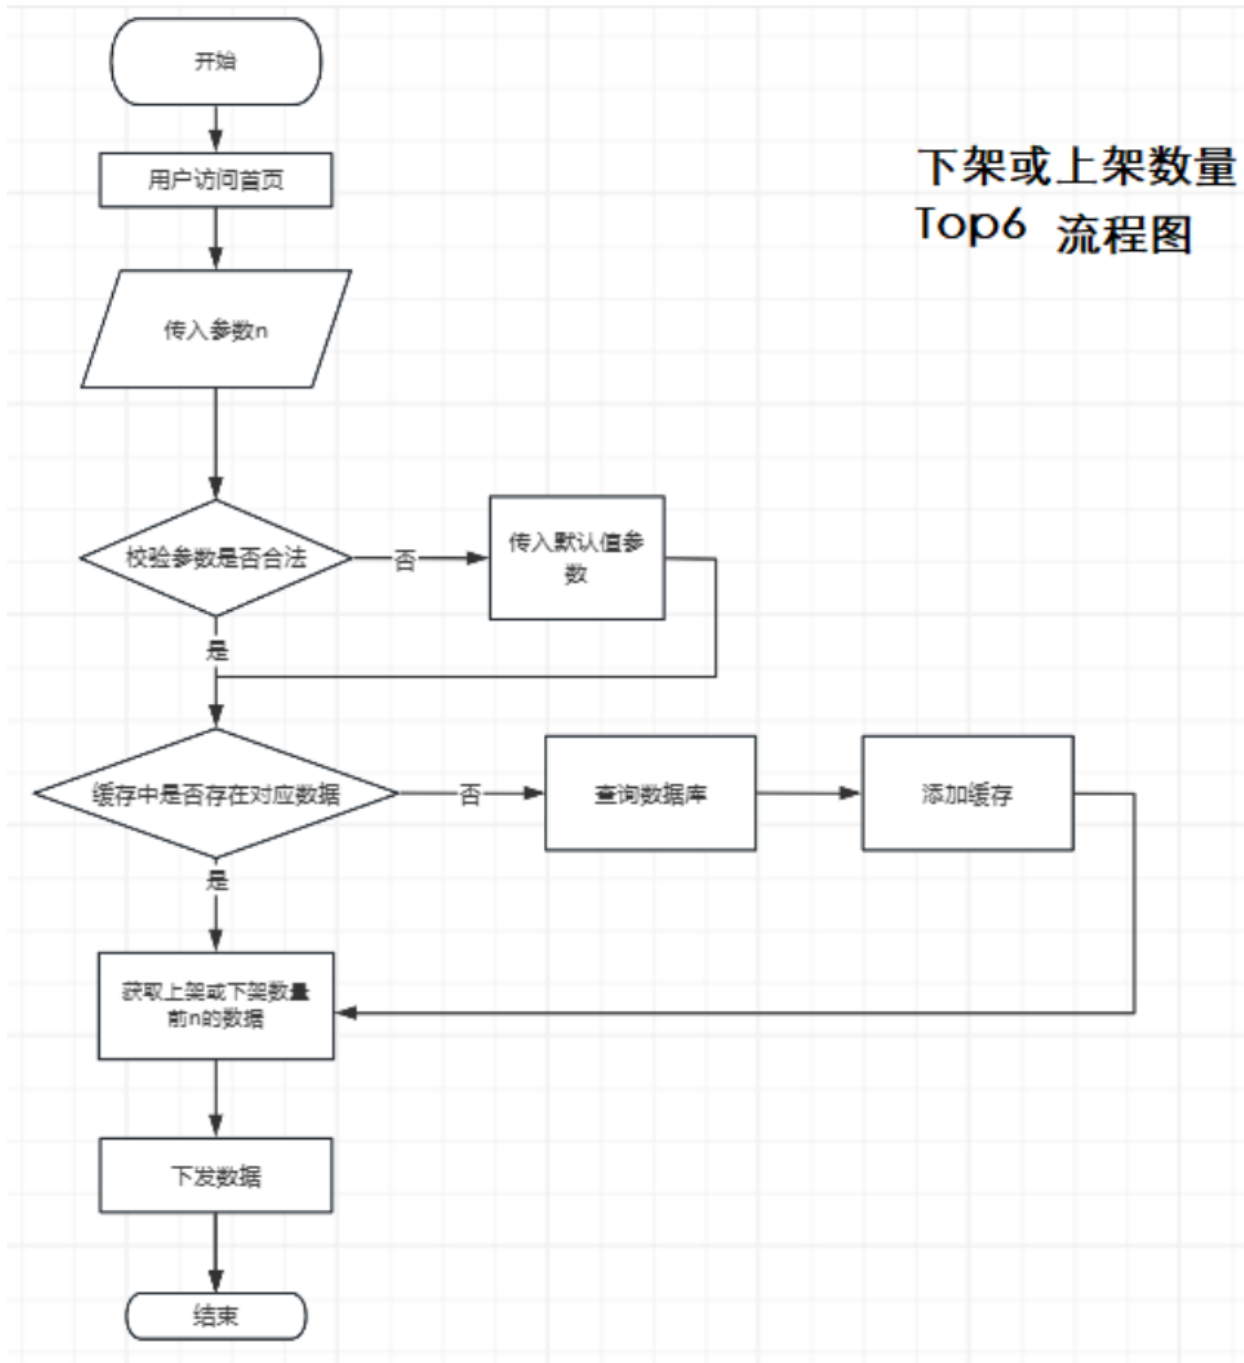 开始
用户访问首页
下架或上架数量
Top6 流程图
传入参数n
校验参数是否合法
否
传入默认值参
数
是
缓存中是否存在对应数据
否
查询数据库
添加缓存
是
获取上架或下架数量
前n的数据
下发数据
结束